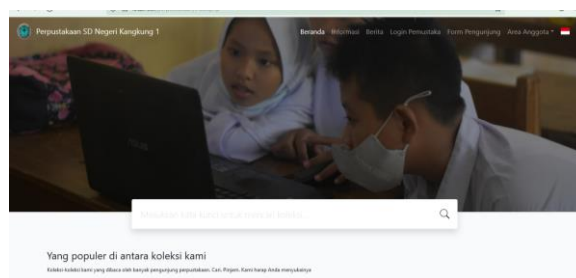 Perpustakaan SD Negeri Kangkung 1
Beranda Informasi Berita Login Pemustaka Form Pengunjung Area Anggota
Masukkan kata kunci untuk mencari koleksi...
Yang populer di antara koleksi kami
Koleksi-koleksi kami yang dibaca oleh banyak pengunjung perpustakaan. Cari. Pinjam. Kami harap Anda menyukainya